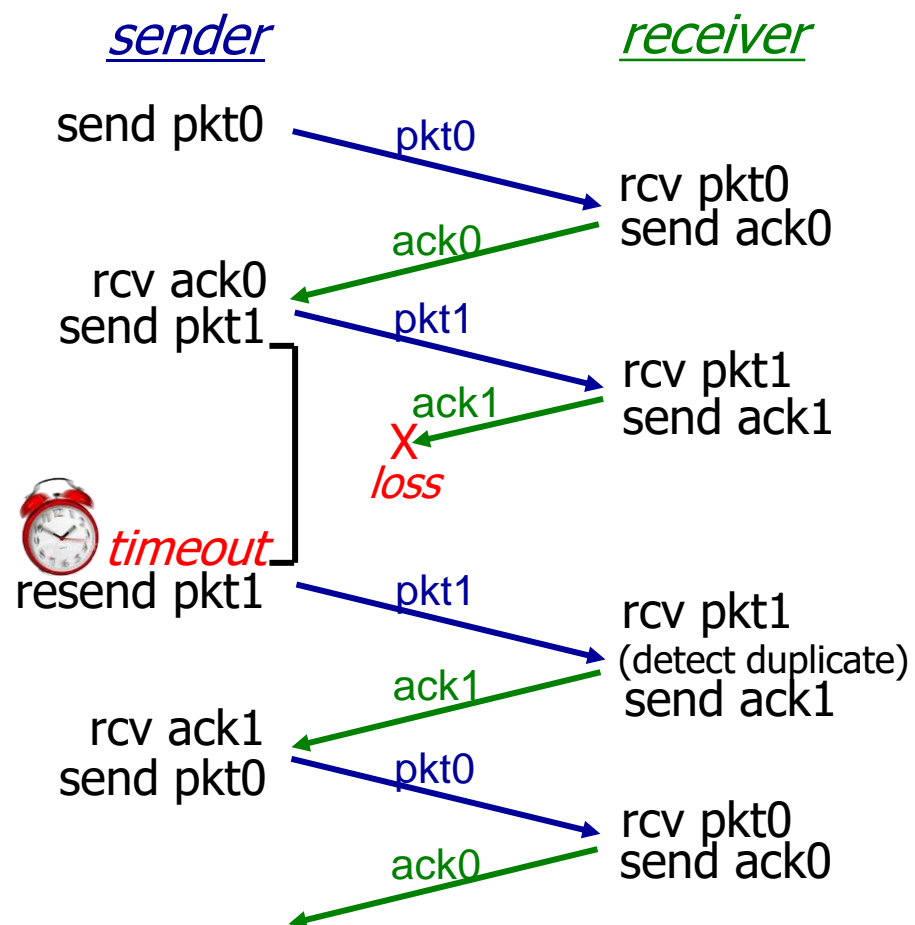 sender
receiver
send pkt0
pkt0
rcv pkt0
send ack0
ack0
rcv ack0
send pkt1
pkt1
rcv pkt1
send ack1
ack1
X
loss
timeout
resend pkt1
pkt1
rcv pkt1
(detect duplicate)
send ack1
ack1
rcv ack1
send pkt0
pkt0
rcv pkt0
send ack0
ack0